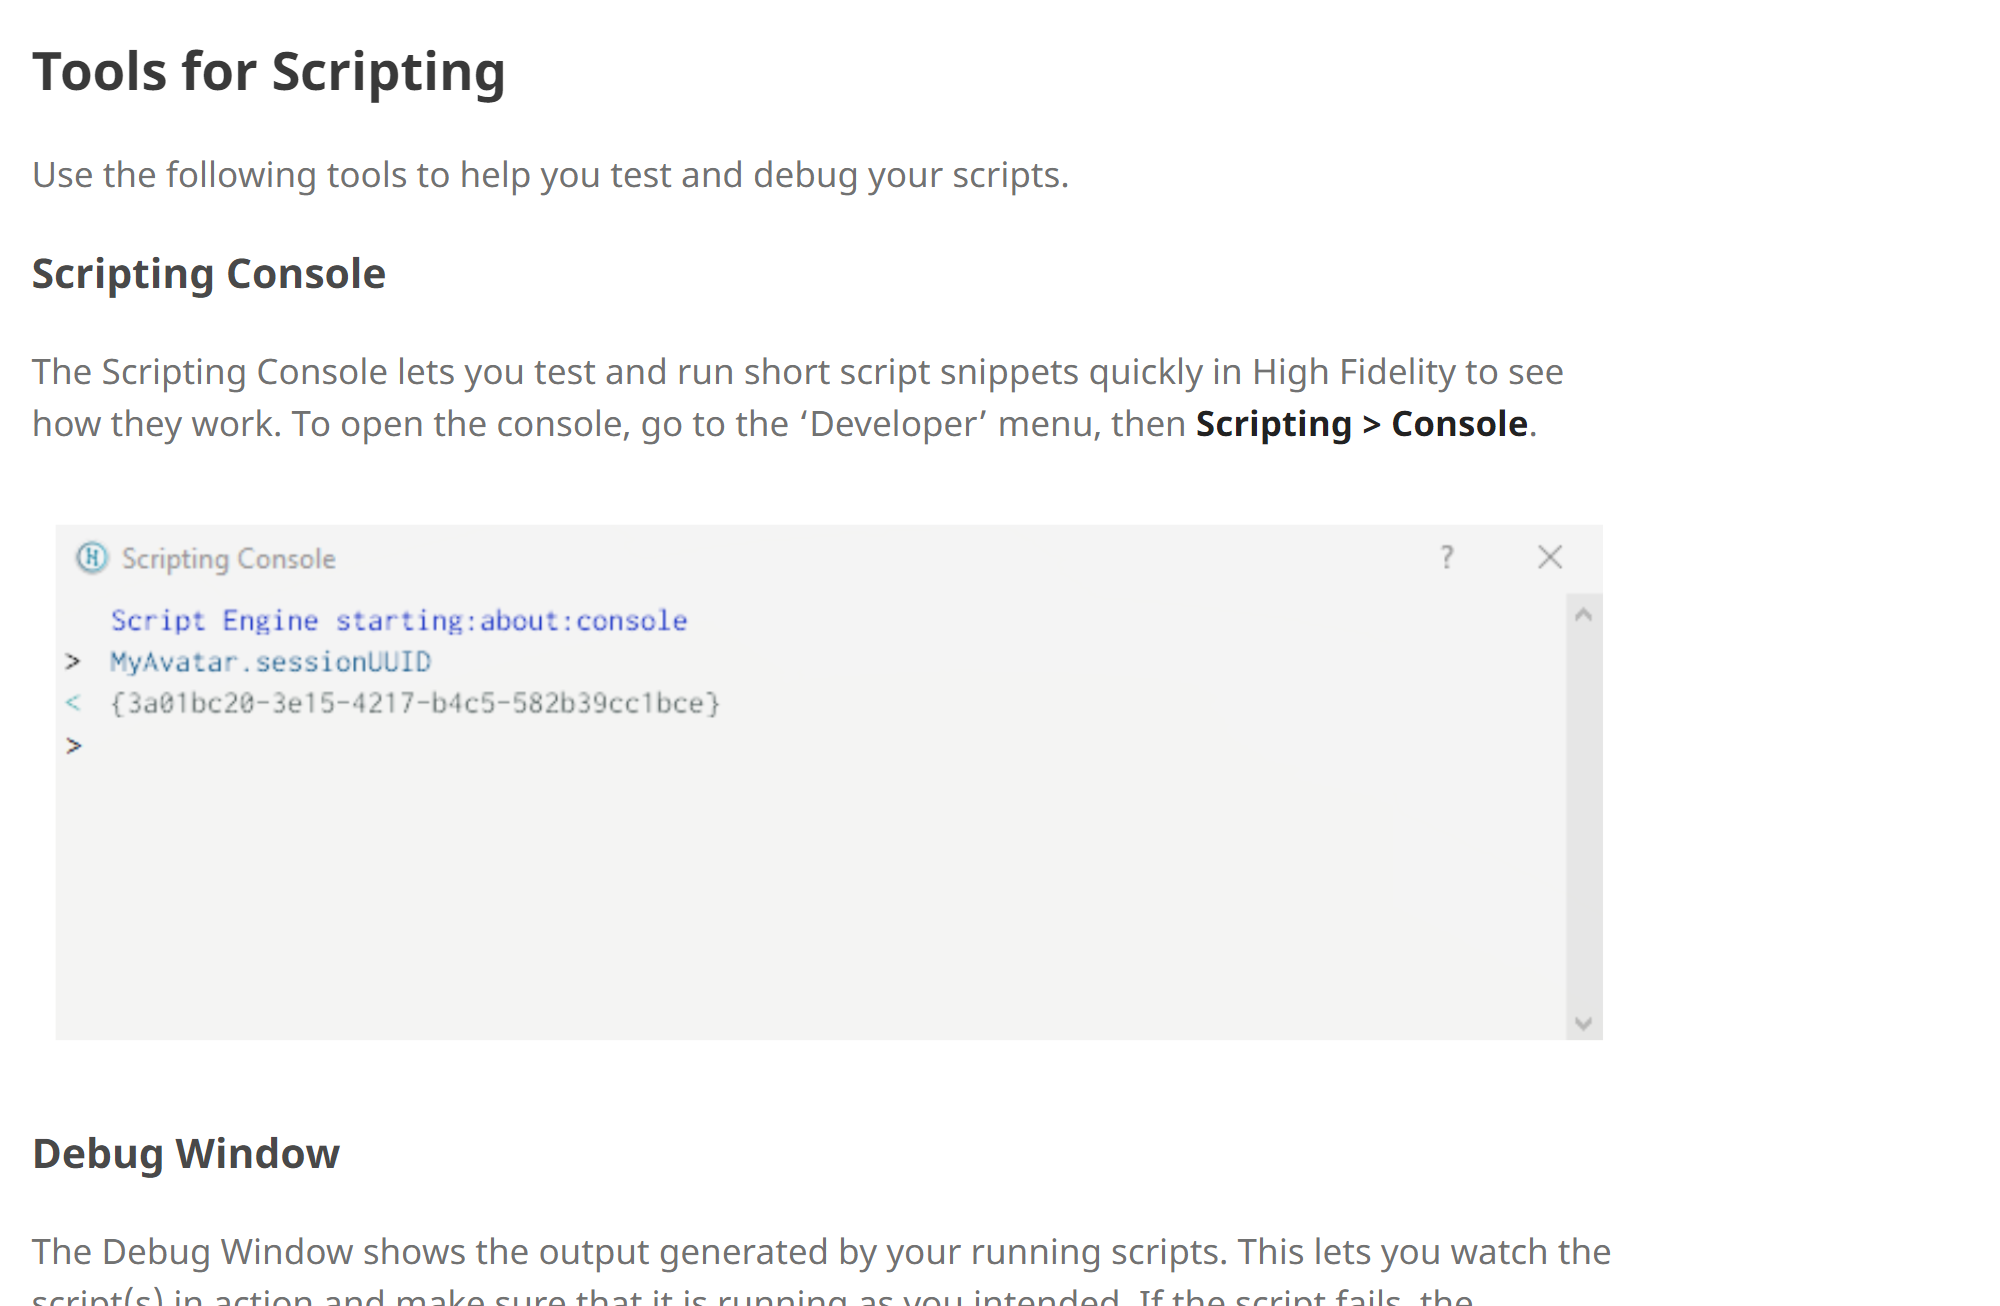 Tools for Scripting
Use the following tools to help you test and debug your scripts.
Scripting Console
The Scripting Console lets you test and run short script snippets quickly in High Fidelity to see
how they work. To open the console, go to the ‘Developer’ menu, then Scripting > Console.
Scripting Console ?
Script Engine starting:about:console
> MyAvatar.sessionUUID
< {3a01bc20-3e15-4217-b4c5-582b39cc1bce}
>
Debug Window
The Debug Window shows the output generated by your running scripts. This lets you watch the
script(s) in action and make sure that it is running as you intended. If the script fails, the